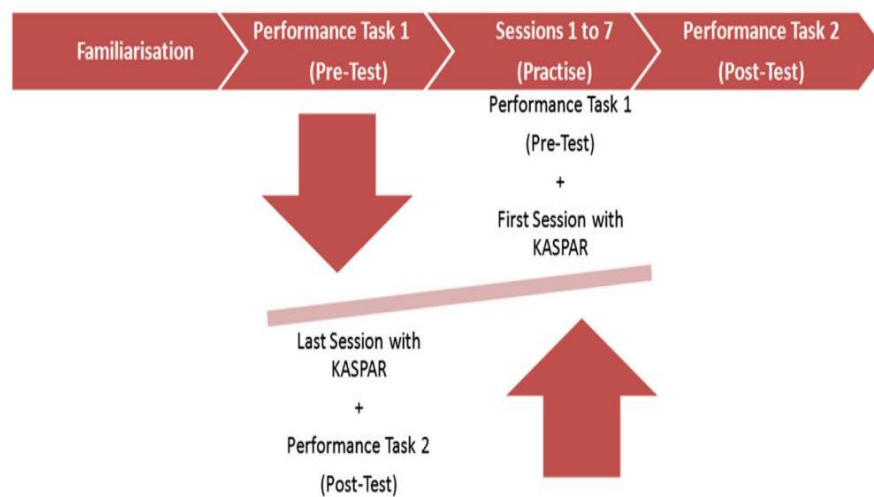 Familiarisation
Performance Task 1
(Pre-Test)
Sessions 1 to 7
(Practise)
Performance Task 2
(Post-Test)
Performance Task 1
(Pre-Test)
+
First Session with
KASPAR
Last Session with
KASPAR
+
Performance Task 2
(Post-Test)